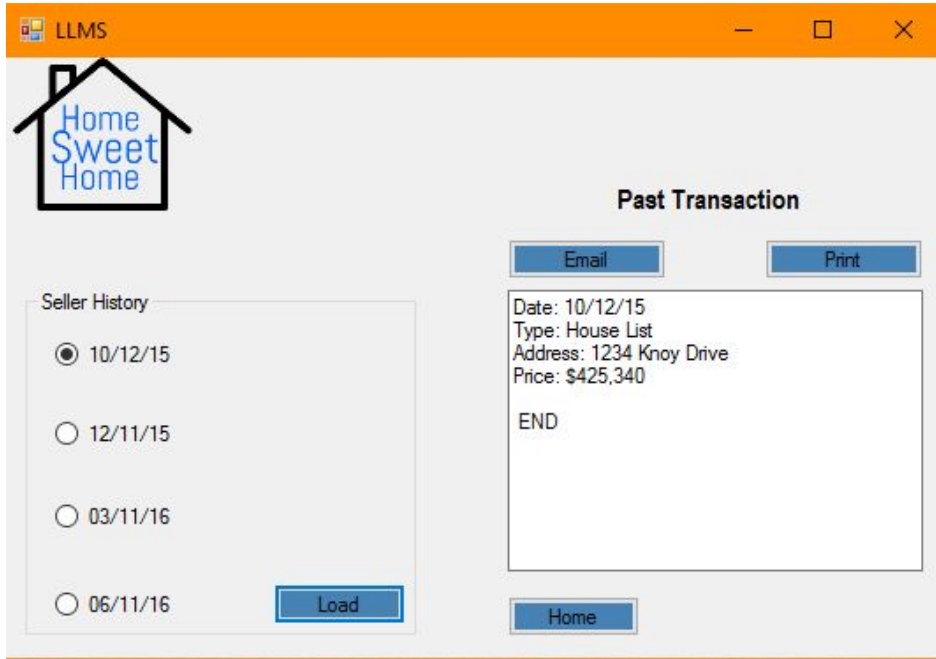 LLMS
Home
Sweet
Home
Past Transaction
Email
Print
Seller History
10/12/15
12/11/15
03/11/16
06/11/16
Load
Date: 10/12/15
Type: House List
Address: 1234 Knoy Drive
Price: $425,340
END
Home